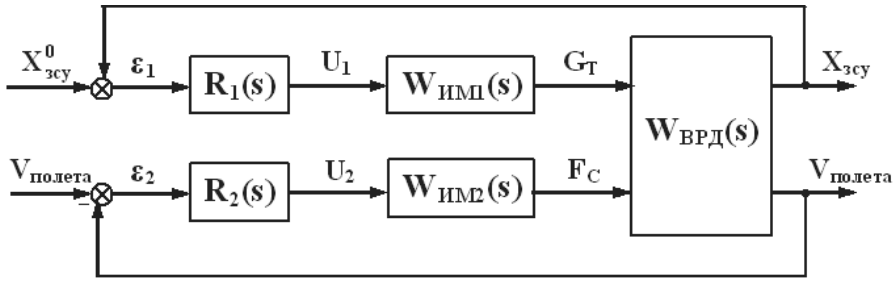 X⁰зсу ε₁ R₁(s) U₁ WИМ1(s) Gт WВРД(s) Xзсу
Vполета − ε₂ R₂(s) U₂ WИМ2(s) FС Vполета